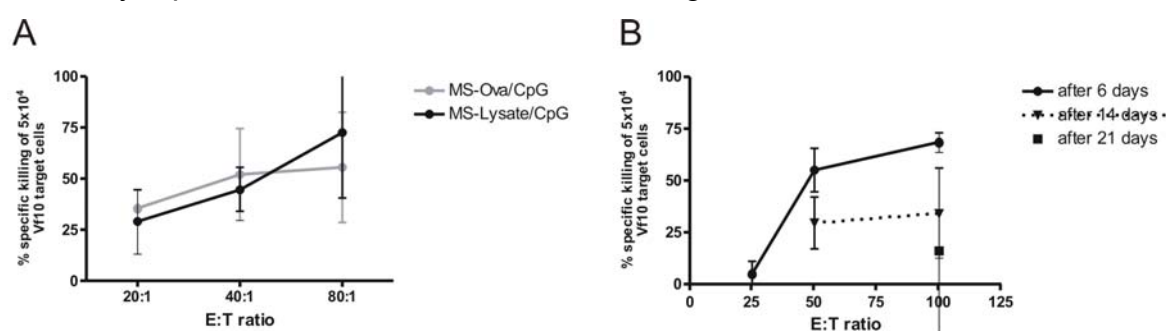 A
B
% specific killing of 5x10⁴
Vf10 target cells
100
75
50
25
0
20:1
40:1
80:1
E:T ratio
MS-Ova/CpG
MS-Lysate/CpG
% specific killing of 5x10⁴
Vf10 target cells
100
75
50
25
0
0
25
50
75
100
125
E:T ratio
after 6 days
after 14 days
after 21 days